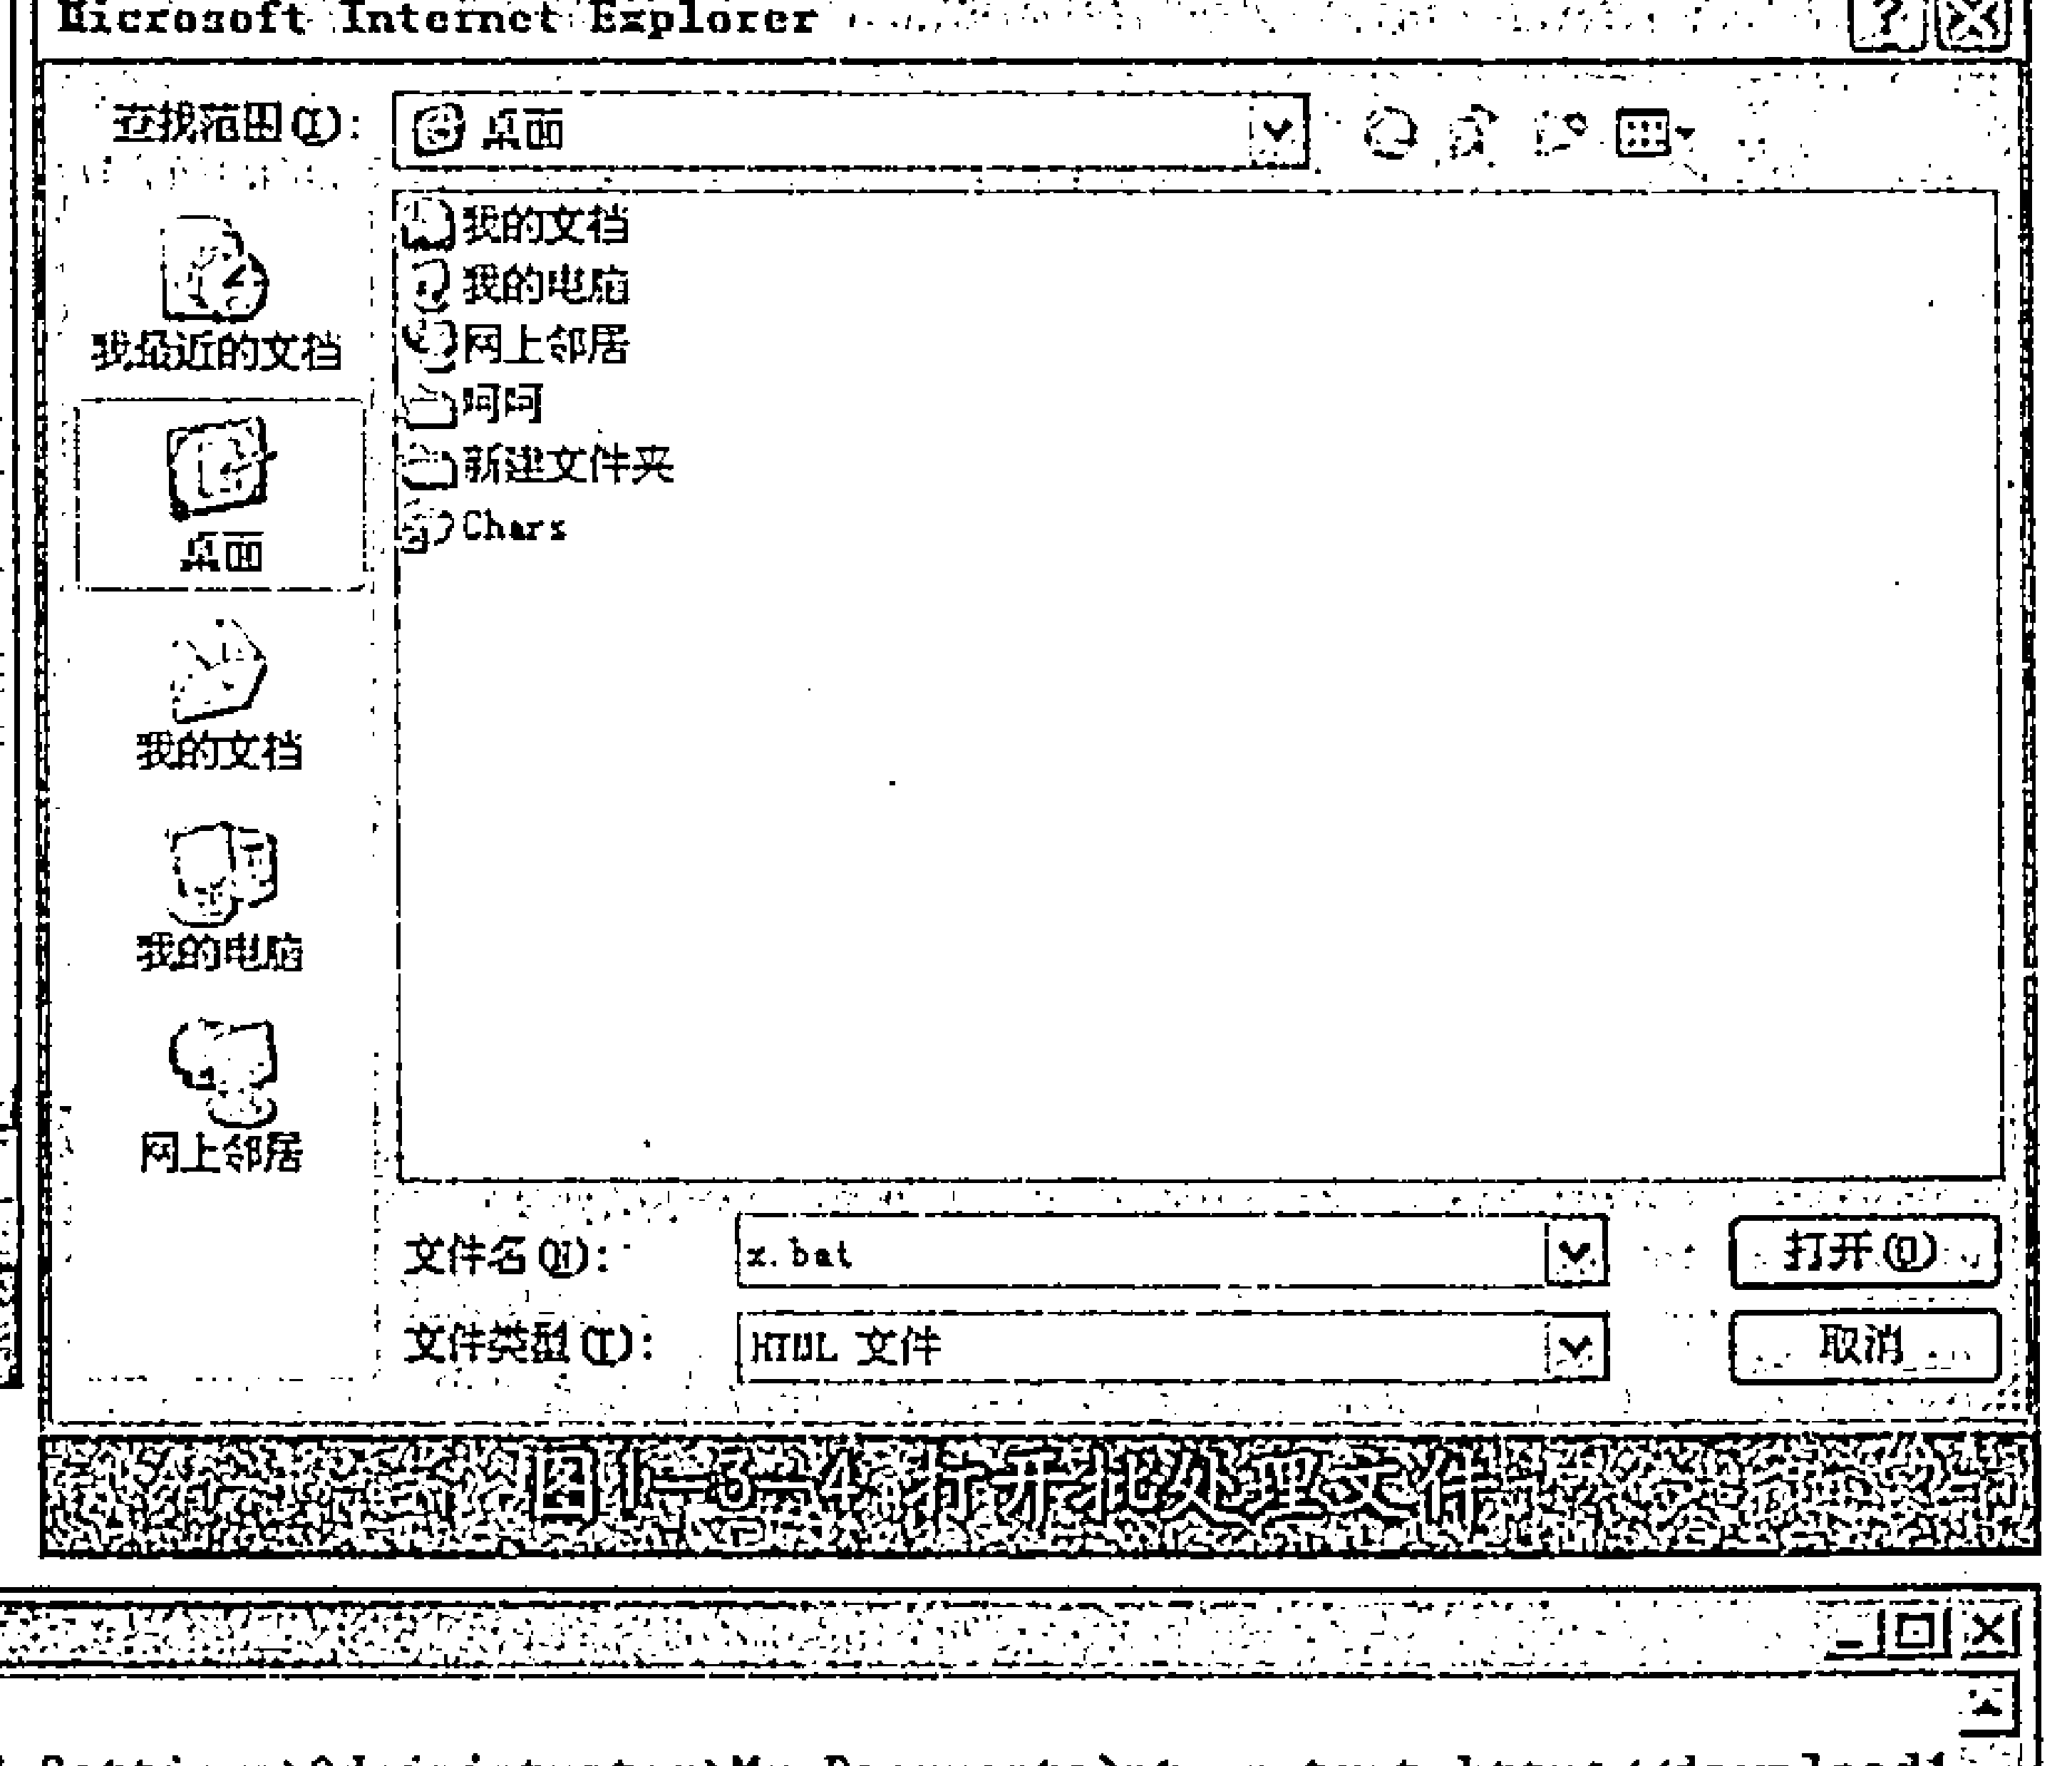 Microsoft Internet Explorer
查找范围(I):
桌面
我的文档
我的电脑
网上邻居
呵呵
新建文件夹
Chars
我最近的文档
桌面
我的文档
我的电脑
网上邻居
文件名(N):
x.bat
打开(O)
文件类型(T):
HTML 文件
取消
图1-3-4 打开批处理文件